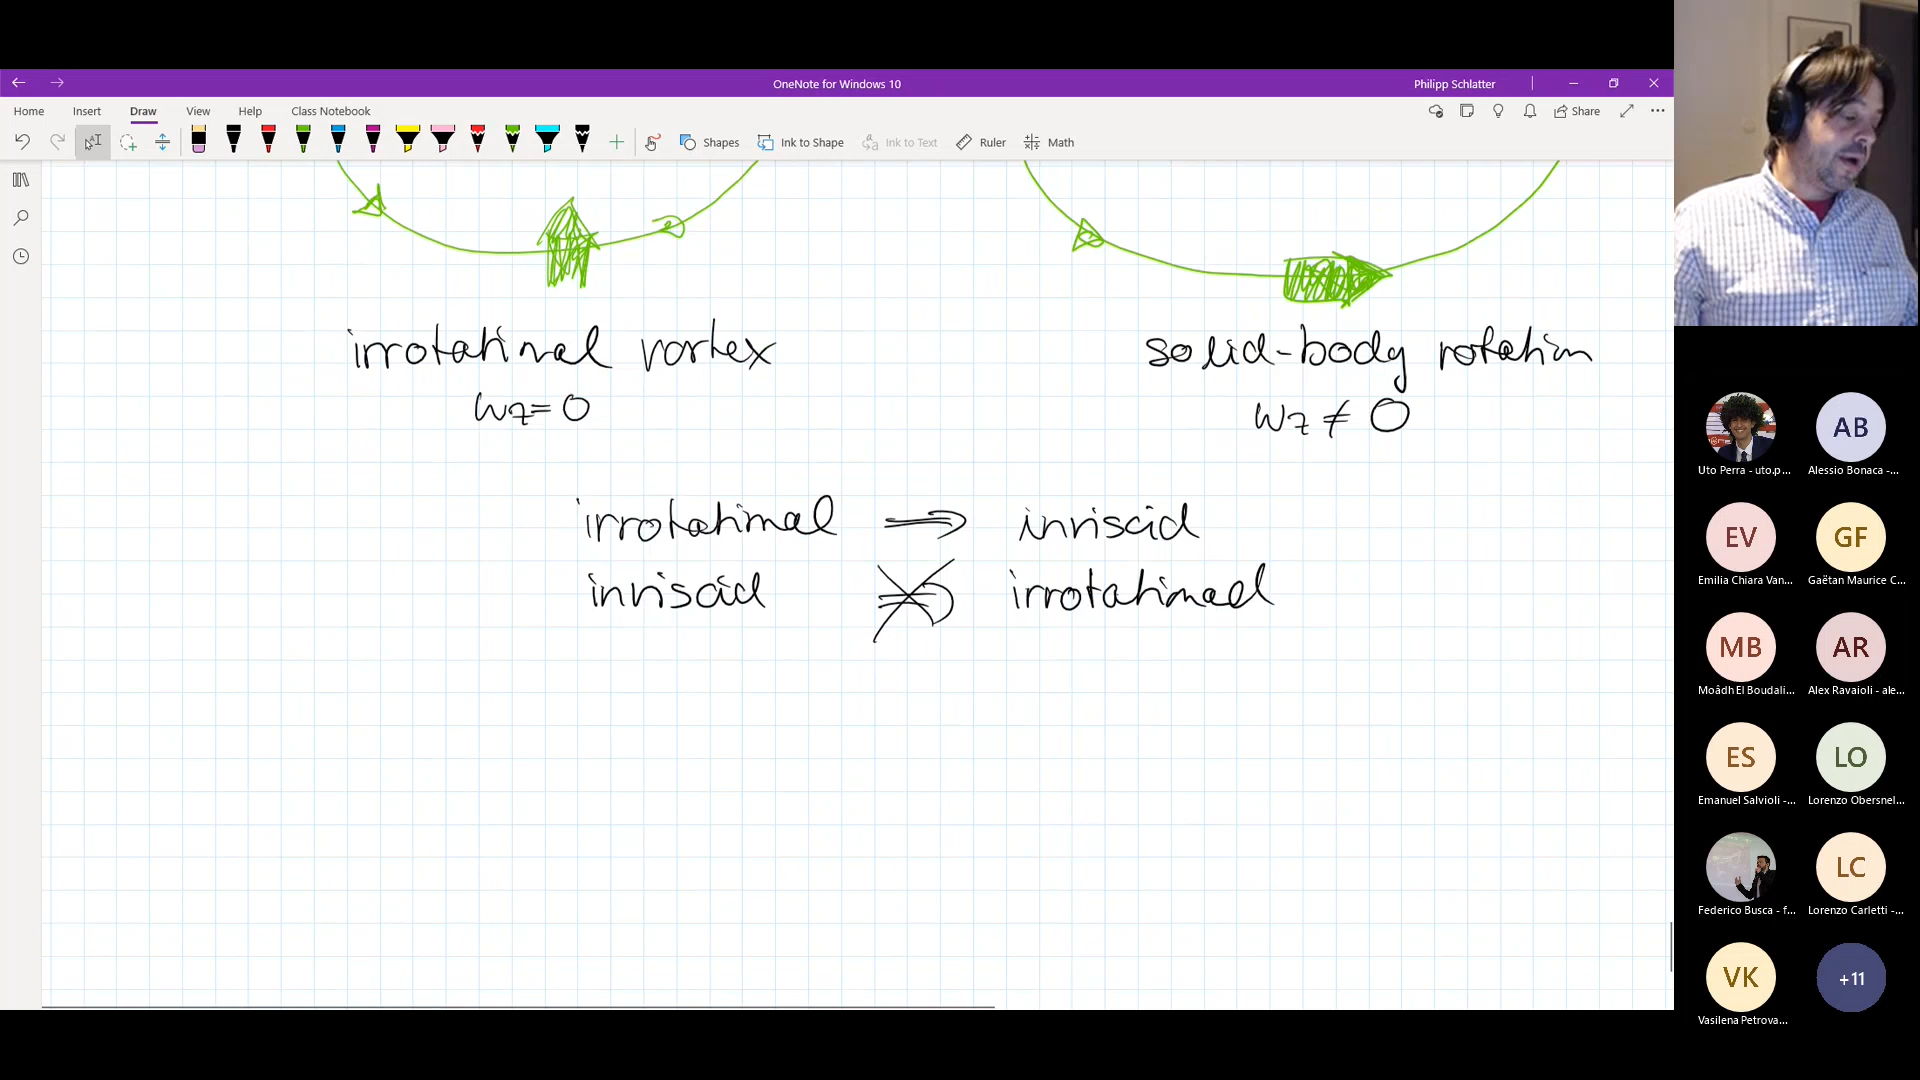 OneNote for Windows 10
Philipp Schlatter
Home Insert Draw View Help Class Notebook
Share
Shapes Ink to Shape Ink to Text Ruler Math
irrotational vortex
ωz = 0
solid-body rotation
ωz ≠ 0
irrotational ⇒ inviscid
inviscid ⇏ irrotational
Uto Perra - uto.p...
AB
Alessio Bonaca -...
EV
Emilia Chiara Van...
GF
Gaëtan Maurice C...
MB
Moâdh El Boudali...
AR
Alex Ravaioli - ale...
ES
Emanuel Salvioli -...
LO
Lorenzo Obersnel...
Federico Busca - f...
LC
Lorenzo Carletti -...
VK
Vasilena Petrova...
+11